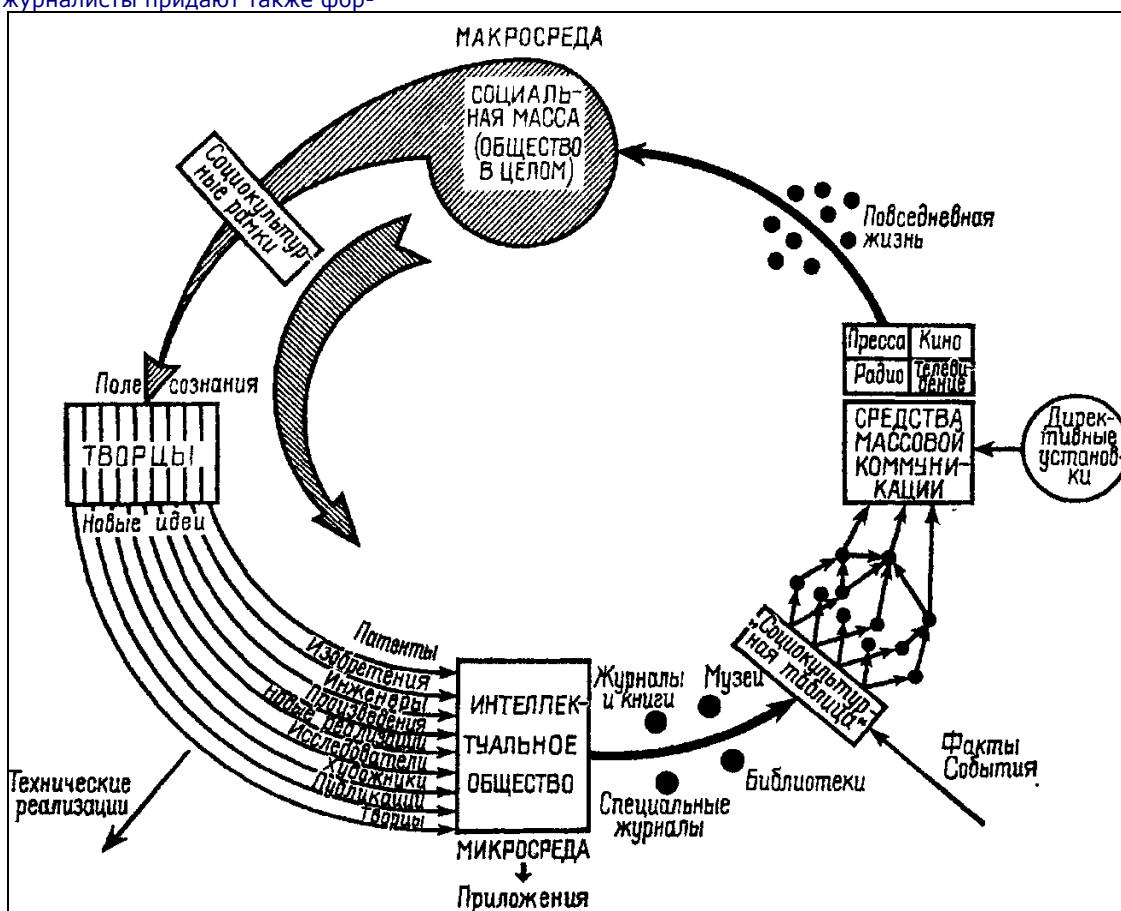 журналисты придают также фор-
МАКРОСРЕДА
СОЦИАЛЬ-
НАЯ МАССА
(ОБЩЕСТВО
В ЦЕЛОМ)
Социокультур-
ные рамки
Повседневная
жизнь
Пресса
Кино
Радио
Телеви-
дение
СРЕДСТВА
МАССОВОЙ
КОММУНИ-
КАЦИИ
Дирек-
тивные
установ-
ки
Поле сознания
ТВОРЦЫ
Новые идеи
Патенты
Изобретения
Инженеры
Произведения
Новые реализации
Исследователи
Художники
Публикации
Творцы
ИНТЕЛЛЕК-
ТУАЛЬНОЕ
ОБЩЕСТВО
МИКРОСРЕДА
Приложения
Технические
реализации
Журналы
и книги
Музеи
Специальные
журналы
Библиотеки
„Социокультур-
ная таблица“
Факты
События